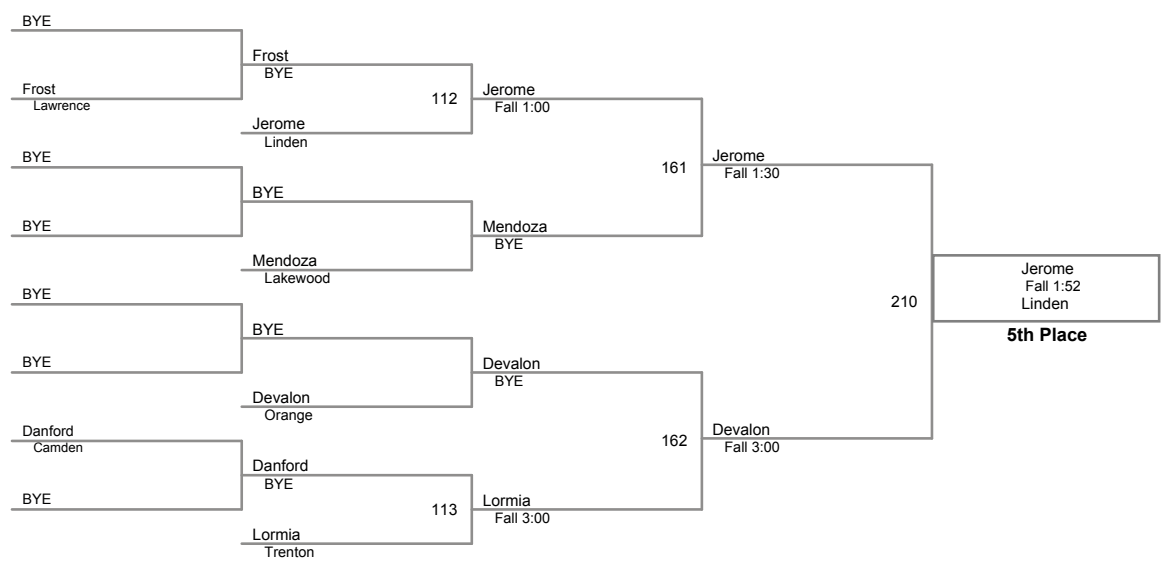 BYE
Frost
BYE
Frost
Lawrence
112
Jerome
Fall 1:00
Jerome
Linden
BYE
161
Jerome
Fall 1:30
BYE
BYE
Mendoza
BYE
Mendoza
Lakewood
Jerome
Fall 1:52
Linden
BYE
210
BYE
5th Place
BYE
Devalon
BYE
Devalon
Orange
Danford
Camden
162
Devalon
Fall 3:00
Danford
BYE
BYE
113
Lormia
Fall 3:00
Lormia
Trenton